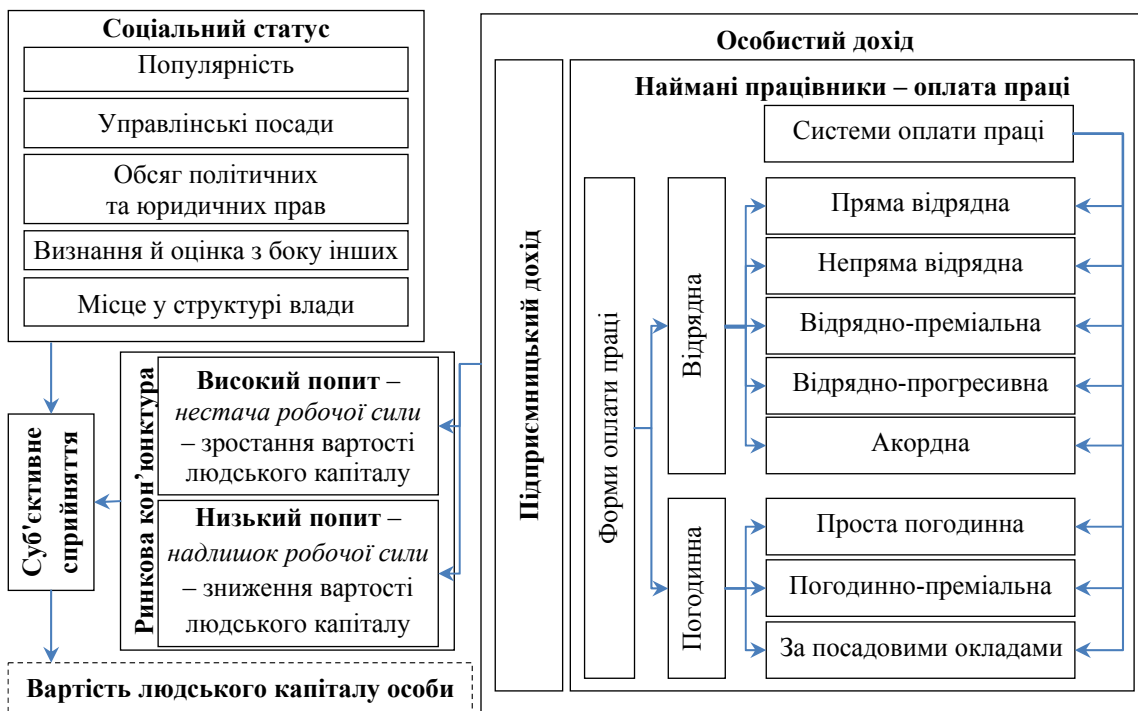 Соціальний статус
Популярність
Управлінські посади
Обсяг політичних
та юридичних прав
Визнання й оцінка з боку інших
Місце у структурі влади
Суб'єктивне
сприйняття
Ринкова кон’юнктура
Високий попит –
нестача робочої сили
– зростання вартості
людського капіталу
Низький попит –
надлишок робочої сили
– зниження вартості
людського капіталу
Вартість людського капіталу особи
Особистий дохід
Підприємницький дохід
Наймані працівники – оплата праці
Системи оплати праці
Форми оплати праці
Відрядна
Пряма відрядна
Непряма відрядна
Відрядно-преміальна
Відрядно-прогресивна
Акордна
Погодинна
Проста погодинна
Погодинно-преміальна
За посадовими окладами